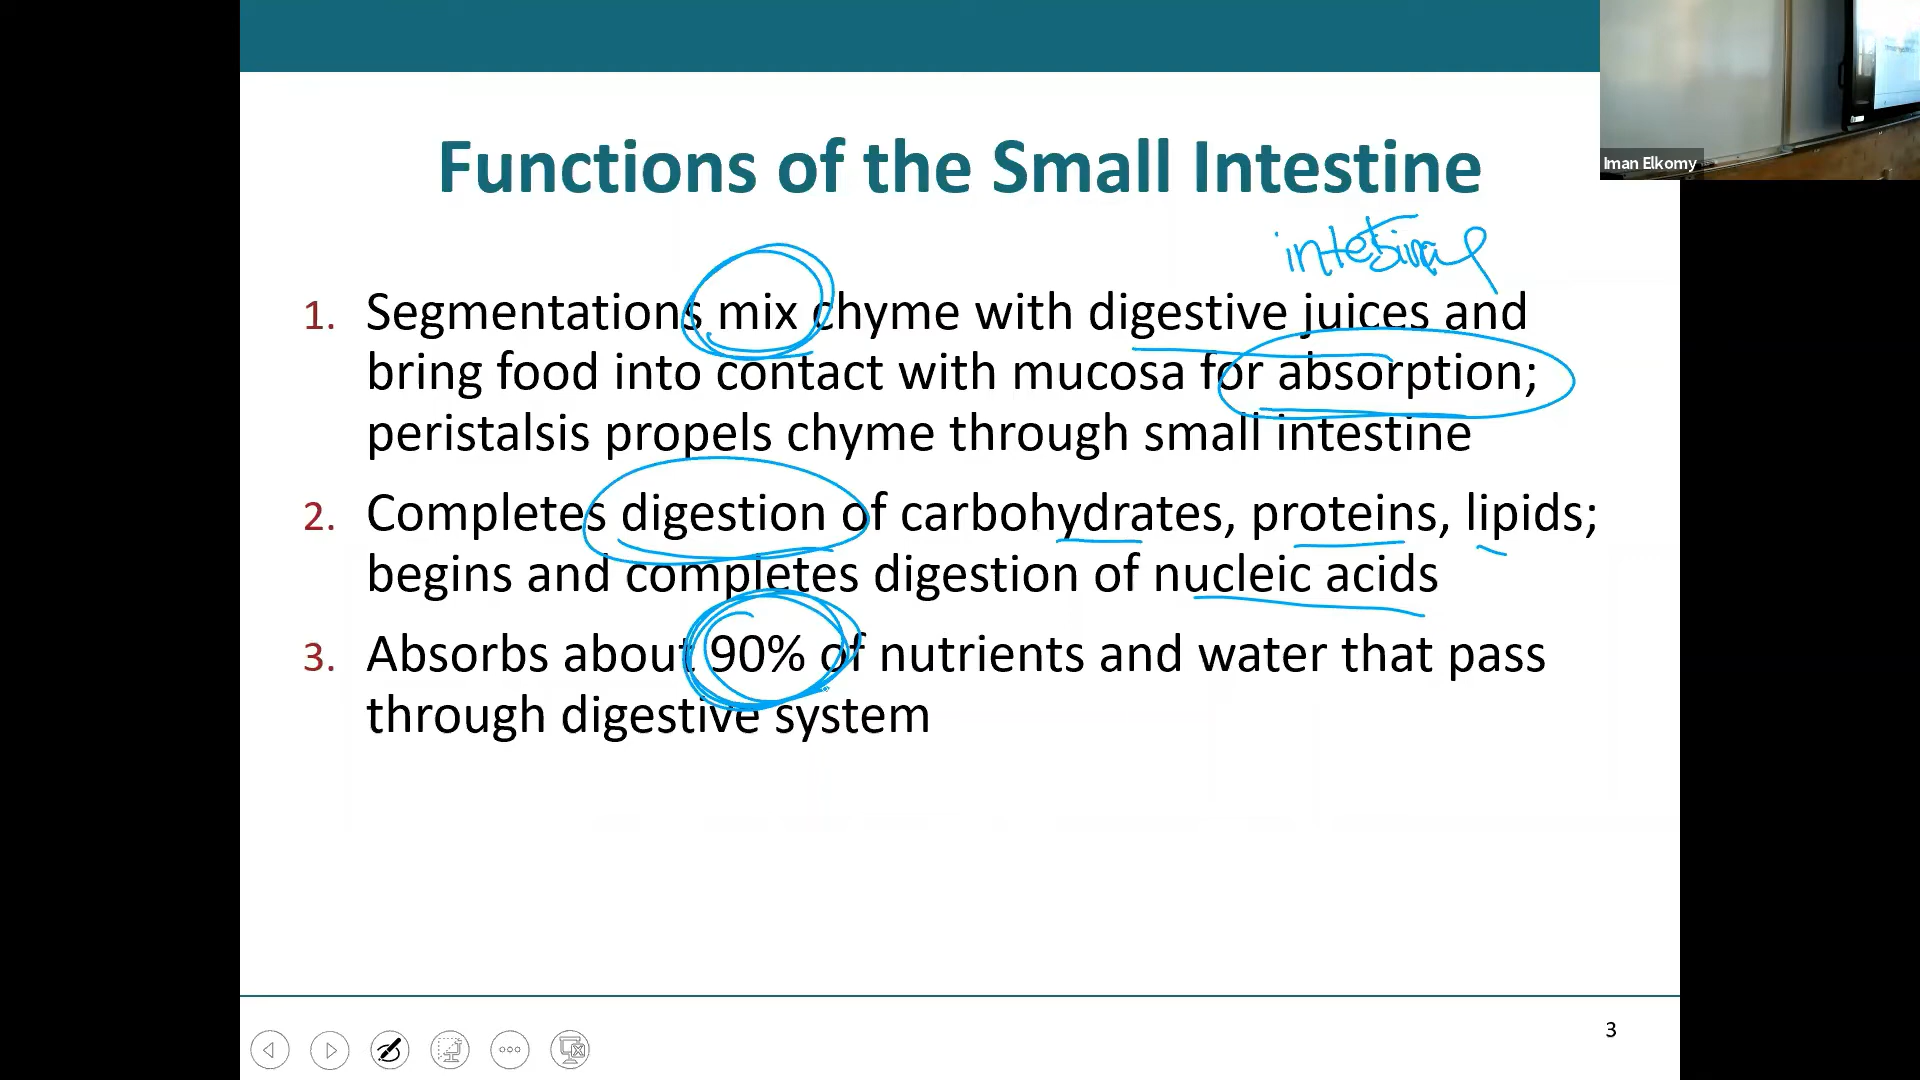 Iman Elkomy
Functions of the Small Intestine
intestinal
1. Segmentations mix chyme with digestive juices and
bring food into contact with mucosa for absorption;
peristalsis propels chyme through small intestine
2. Completes digestion of carbohydrates, proteins, lipids;
begins and completes digestion of nucleic acids
3. Absorbs about 90% of nutrients and water that pass
through digestive system
3